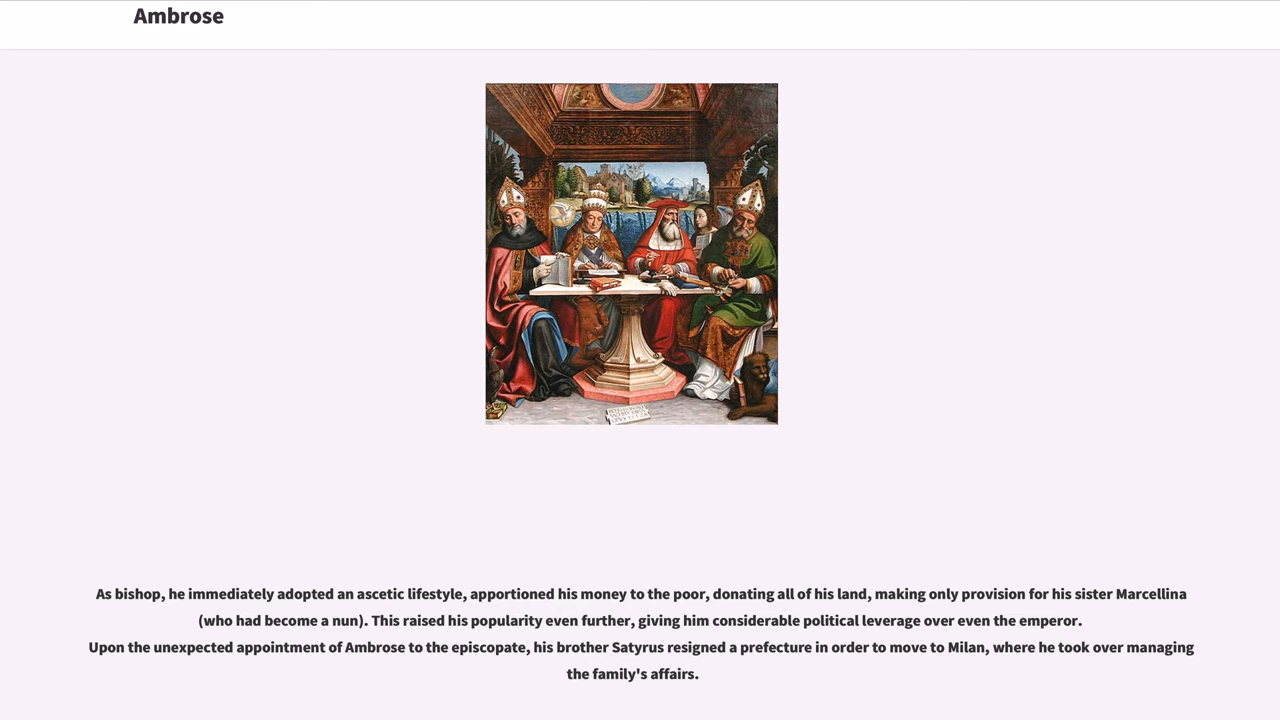 Ambrose
As bishop, he immediately adopted an ascetic lifestyle, apportioned his money to the poor, donating all of his land, making only provision for his sister Marcellina
(who had become a nun). This raised his popularity even further, giving him considerable political leverage over even the emperor.
Upon the unexpected appointment of Ambrose to the episcopate, his brother Satyrus resigned a prefecture in order to move to Milan, where he took over managing
the family's affairs.